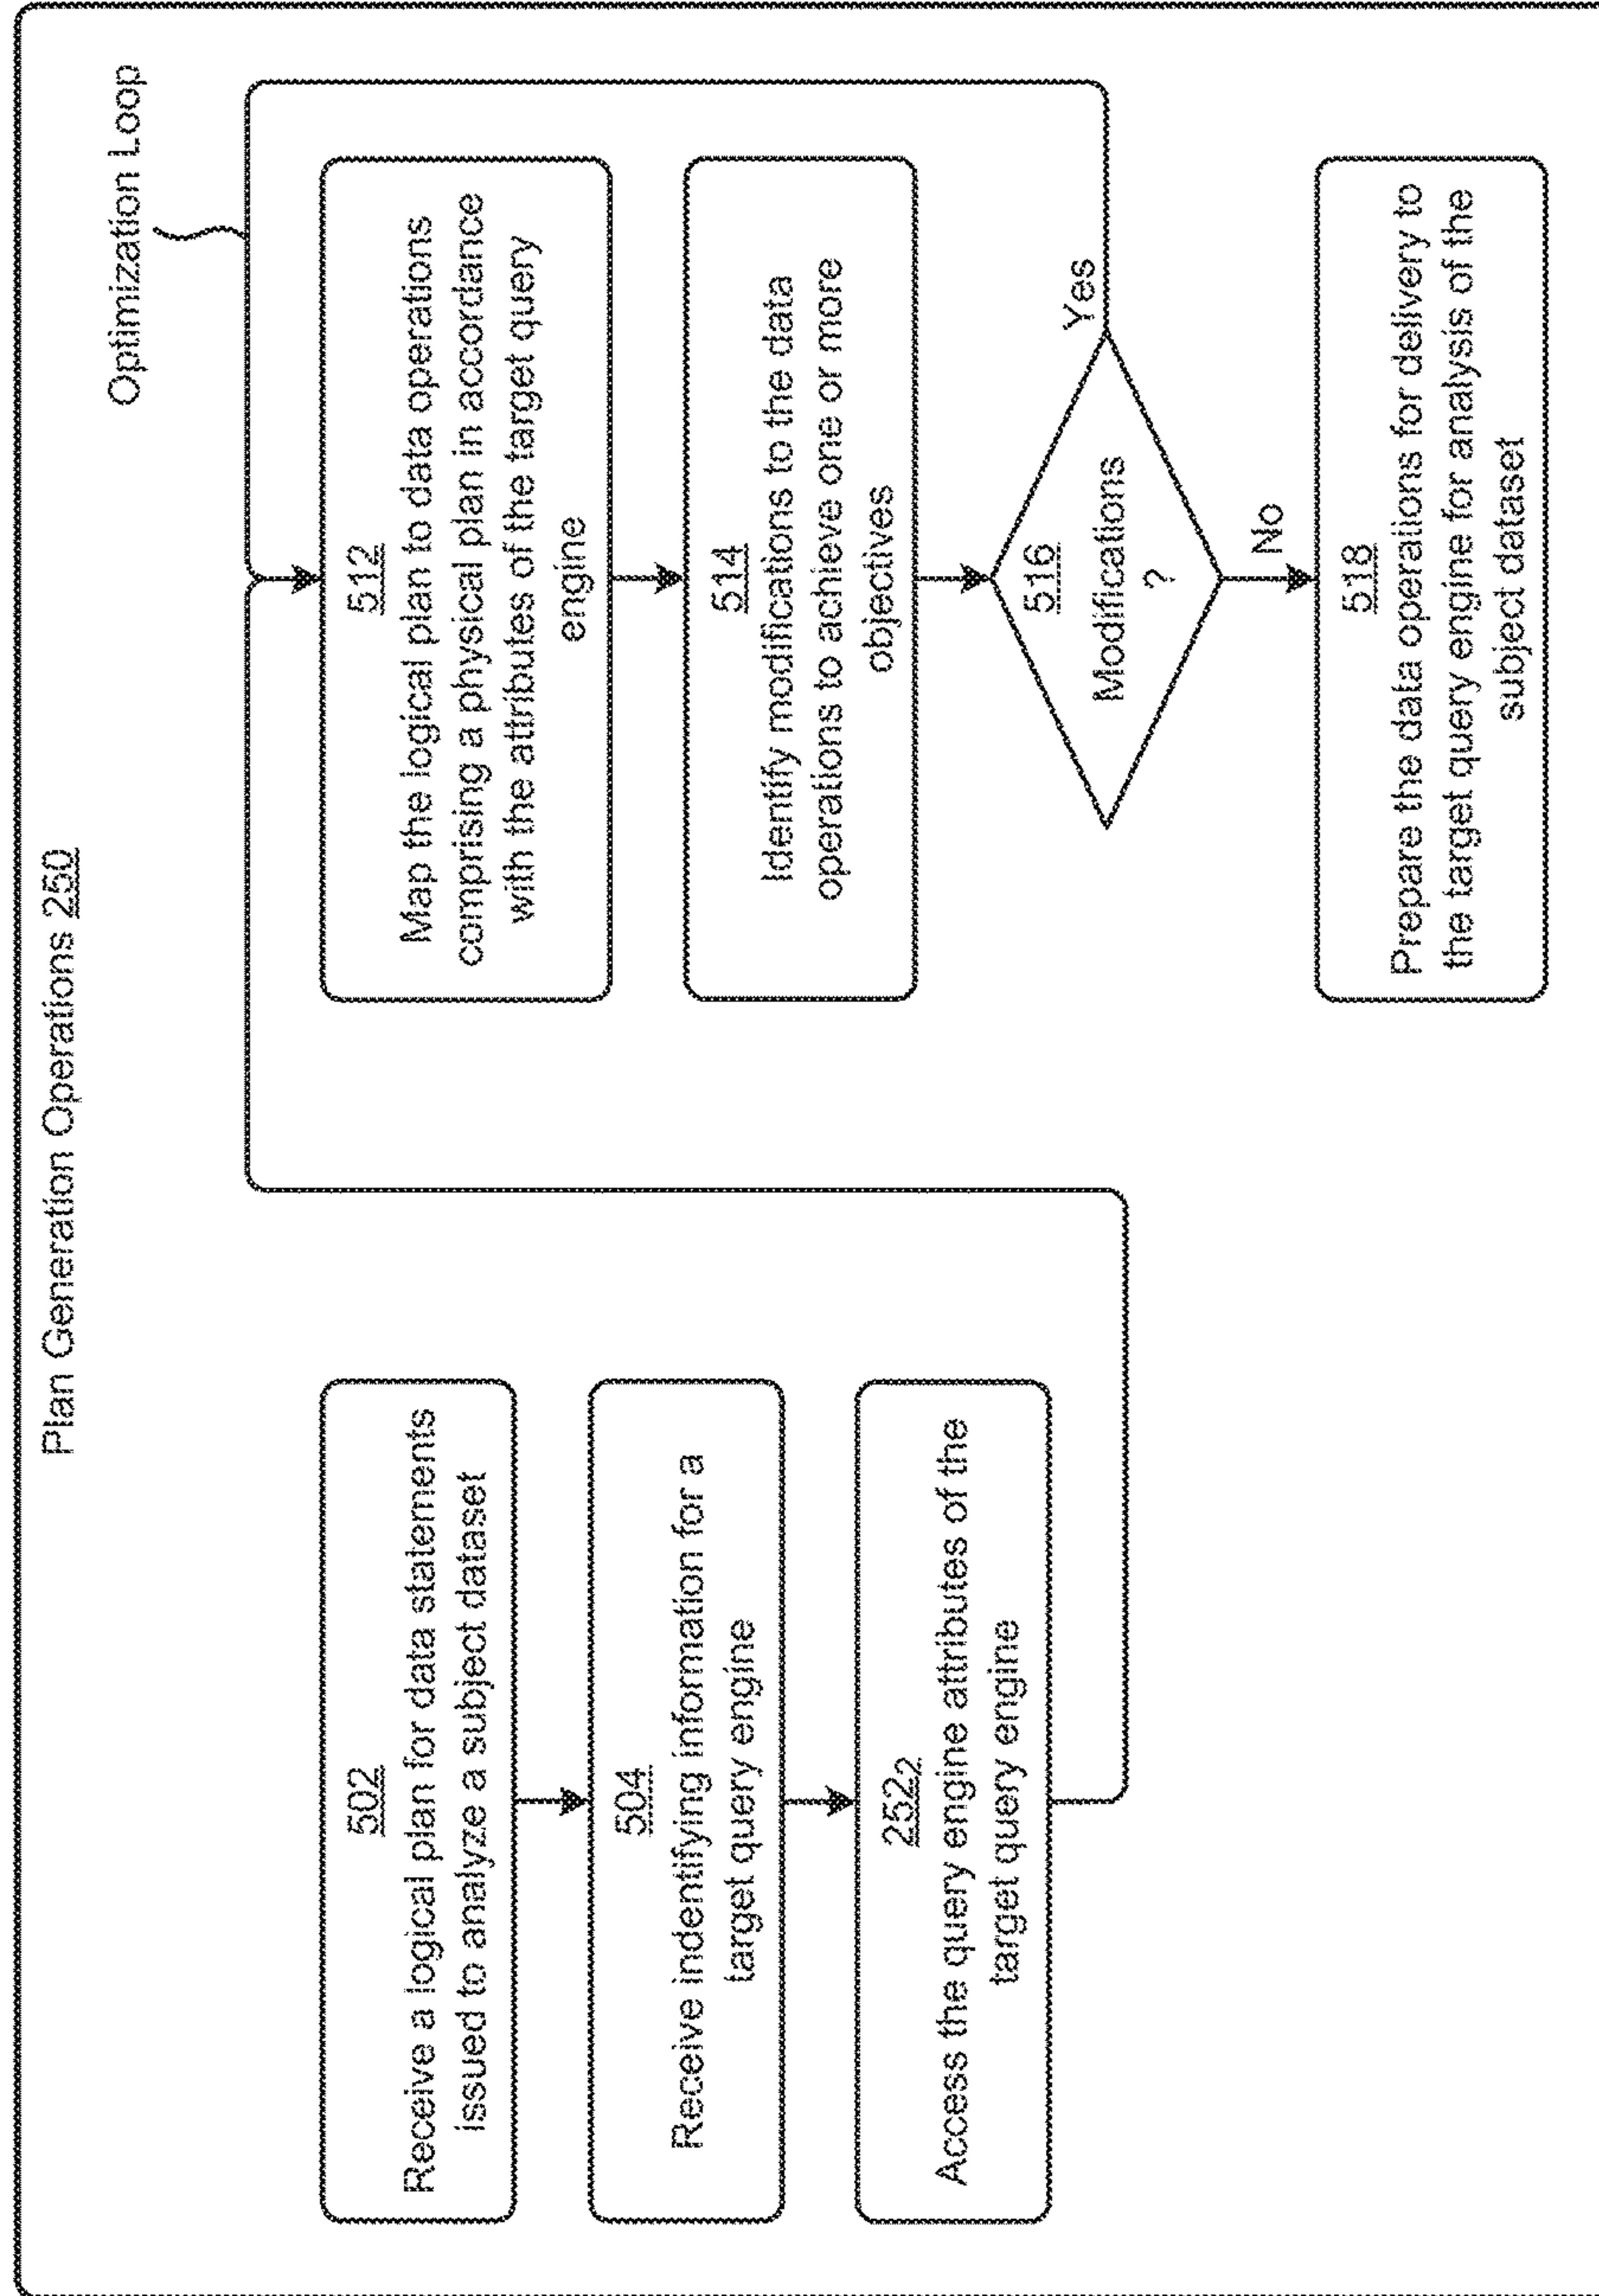 Plan Generation Operations 250
502
Receive a logical plan for data statements
issued to analyze a subject dataset
504
Receive indentifying information for a
target query engine
252₂
Access the query engine attributes of the
target query engine
Optimization Loop
512
Map the logical plan to data operations
comprising a physical plan in accordance
with the attributes of the target query
engine
514
Identify modifications to the data
operations to achieve one or more
objectives
516
Modifications
?
Yes
No
518
Prepare the data operations for delivery to
the target query engine for analysis of the
subject dataset